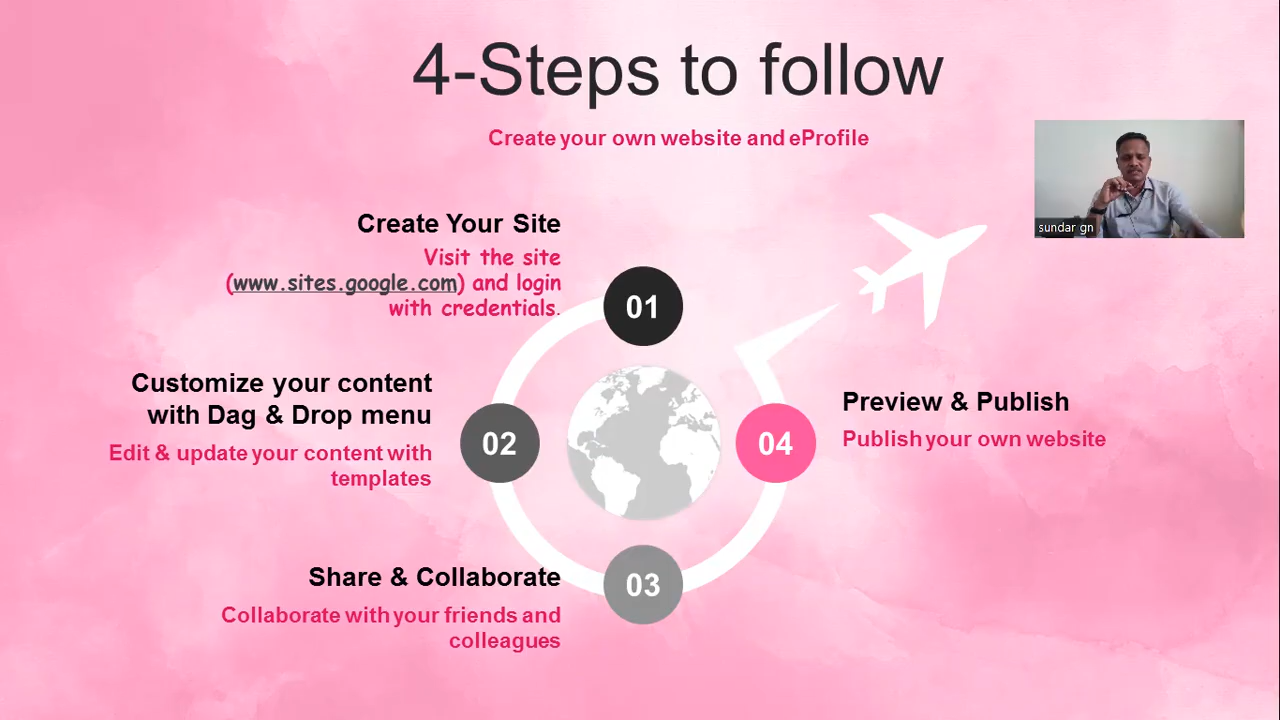 4-Steps to follow
Create your own website and eProfile
sundar gn
Create Your Site
Visit the site
(www.sites.google.com) and login
with credentials.
01
Customize your content
with Dag & Drop menu
Edit & update your content with
templates
02
04
Preview & Publish
Publish your own website
Share & Collaborate
Collaborate with your friends and
colleagues
03